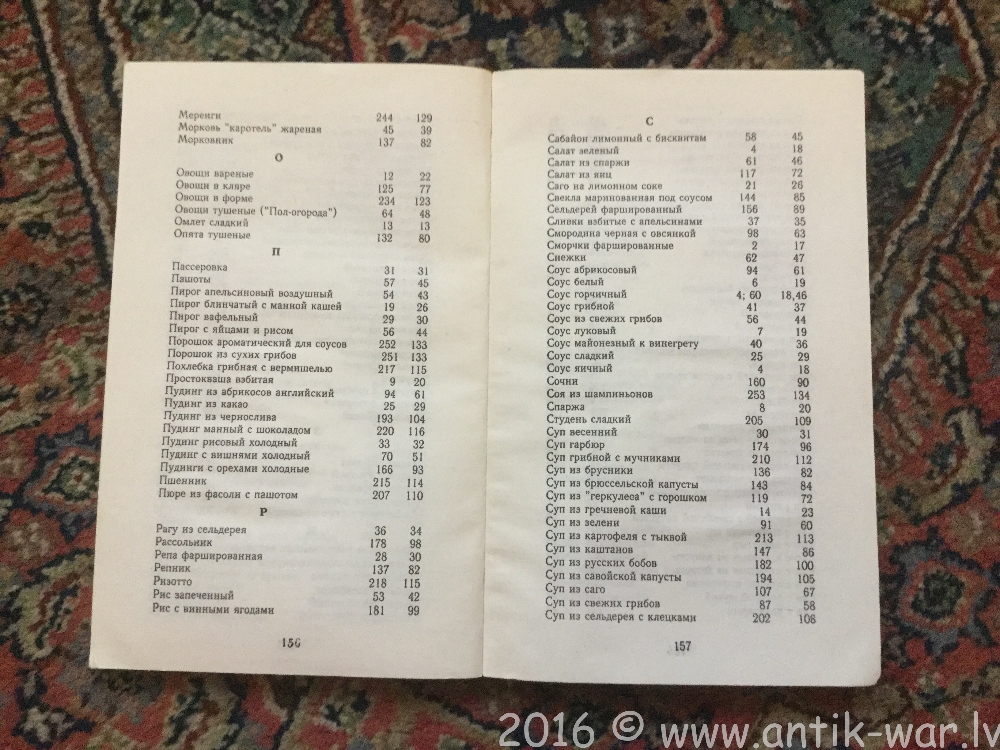 Меренги 244 129
Морковь "каротель" жареная 45 39
Морковник 137 82
О
Овощи вареные 12 22
Овощи в кляре 125 77
Овощи в форме 234 123
Овощи тушеные ("Пол-огорода") 64 48
Омлет сладкий 13 13
Опята тушеные 132 80
П
Пассеровка 31 31
Пашоты 57 45
Пирог апельсиновый воздушный 54 43
Пирог блинчатый с манной кашей 19 26
Пирог вафельный 29 30
Пирог с яйцами и рисом 56 44
Порошок ароматический для соусов 252 133
Порошок из сухих грибов 251 133
Похлебка грибная с вермишелью 217 115
Простокваша взбитая 9 20
Пудинг из абрикосов английский 94 61
Пудинг из какао 25 29
Пудинг из чернослива 193 104
Пудинг манный с шоколадом 220 116
Пудинг рисовый холодный 33 32
Пудинг с вишнями холодный 70 51
Пудинги с орехами холодные 166 93
Пшенник 215 114
Пюре из фасоли с пашотом 207 110
Р
Рагу из сельдерея 36 34
Рассольник 178 98
Репа фаршированная 28 30
Репник 137 82
Ризотто 218 115
Рис запеченный 53 42
Рис с винными ягодами 181 99
156
С
Сабайон лимонный с бисквитам 58 45
Салат зеленый 4 18
Салат из спаржи 61 46
Салат из яиц 117 72
Саго на лимонном соке 21 26
Свекла маринованная под соусом 144 85
Сельдерей фаршированный 156 89
Сливки взбитые с апельсинами 37 35
Смородина черная с овсянкой 98 63
Сморчки фаршированные 2 17
Снежки 62 47
Соус абрикосовый 94 61
Соус белый 6 19
Соус горчичный 4; 60 18,46
Соус грибной 41 37
Соус из свежих грибов 56 44
Соус луковый 7 19
Соус майонезный к винегрету 40 36
Соус сладкий 25 29
Соус яичный 4 18
Сочни 160 90
Соя из шампиньонов 253 134
Спаржа 8 20
Студень сладкий 205 109
Суп весенний 30 31
Суп гарбюр 174 96
Суп грибной с мучниками 210 112
Суп из брусники 136 82
Суп из брюссельской капусты 143 84
Суп из "геркулеса" с горошком 119 72
Суп из гречневой каши 14 23
Суп из зелени 91 60
Суп из картофеля с тыквой 213 113
Суп из каштанов 147 86
Суп из русских бобов 182 100
Суп из савойской капусты 194 105
Суп из саго 107 67
Суп из свежих грибов 87 58
Суп из сельдерея с клецками 202 108
157
2016 © www.antik-war.lv